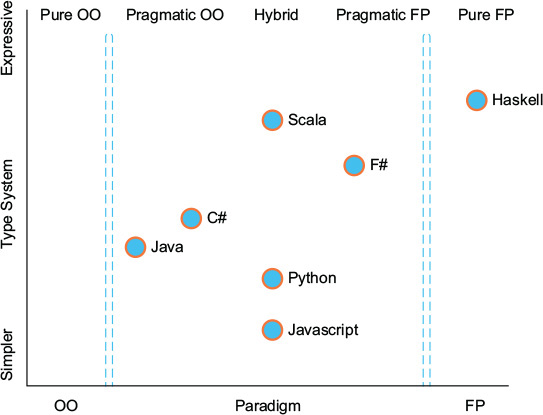 Pure OO
Pragmatic OO
Hybrid
Pragmatic FP
Pure FP
Expressive
Type System
Simpler
Haskell
Scala
F#
C#
Java
Python
Javascript
OO
Paradigm
FP